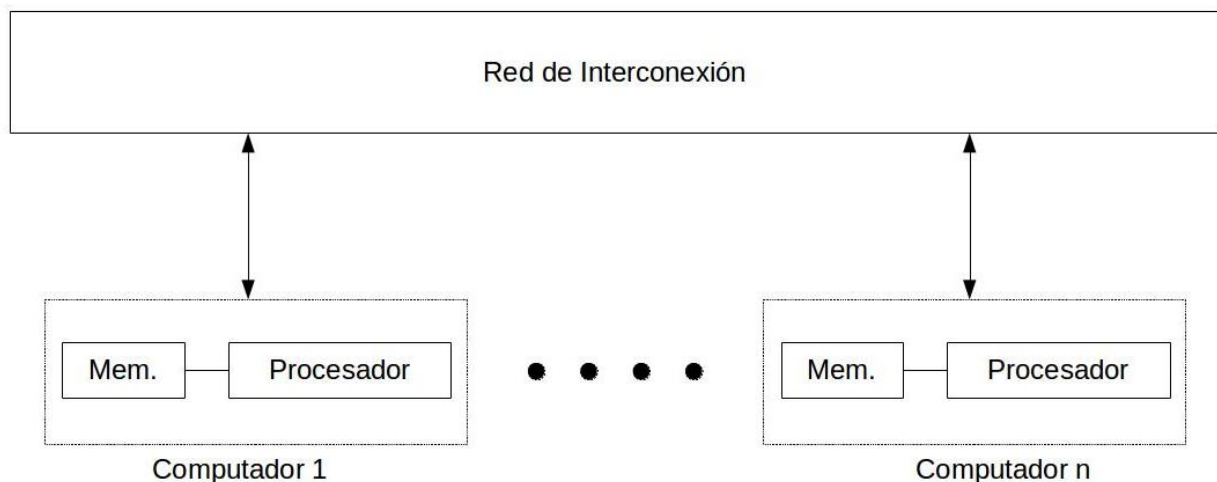 Red de Interconexión
Mem.
Procesador
Mem.
Procesador
Computador 1
Computador n